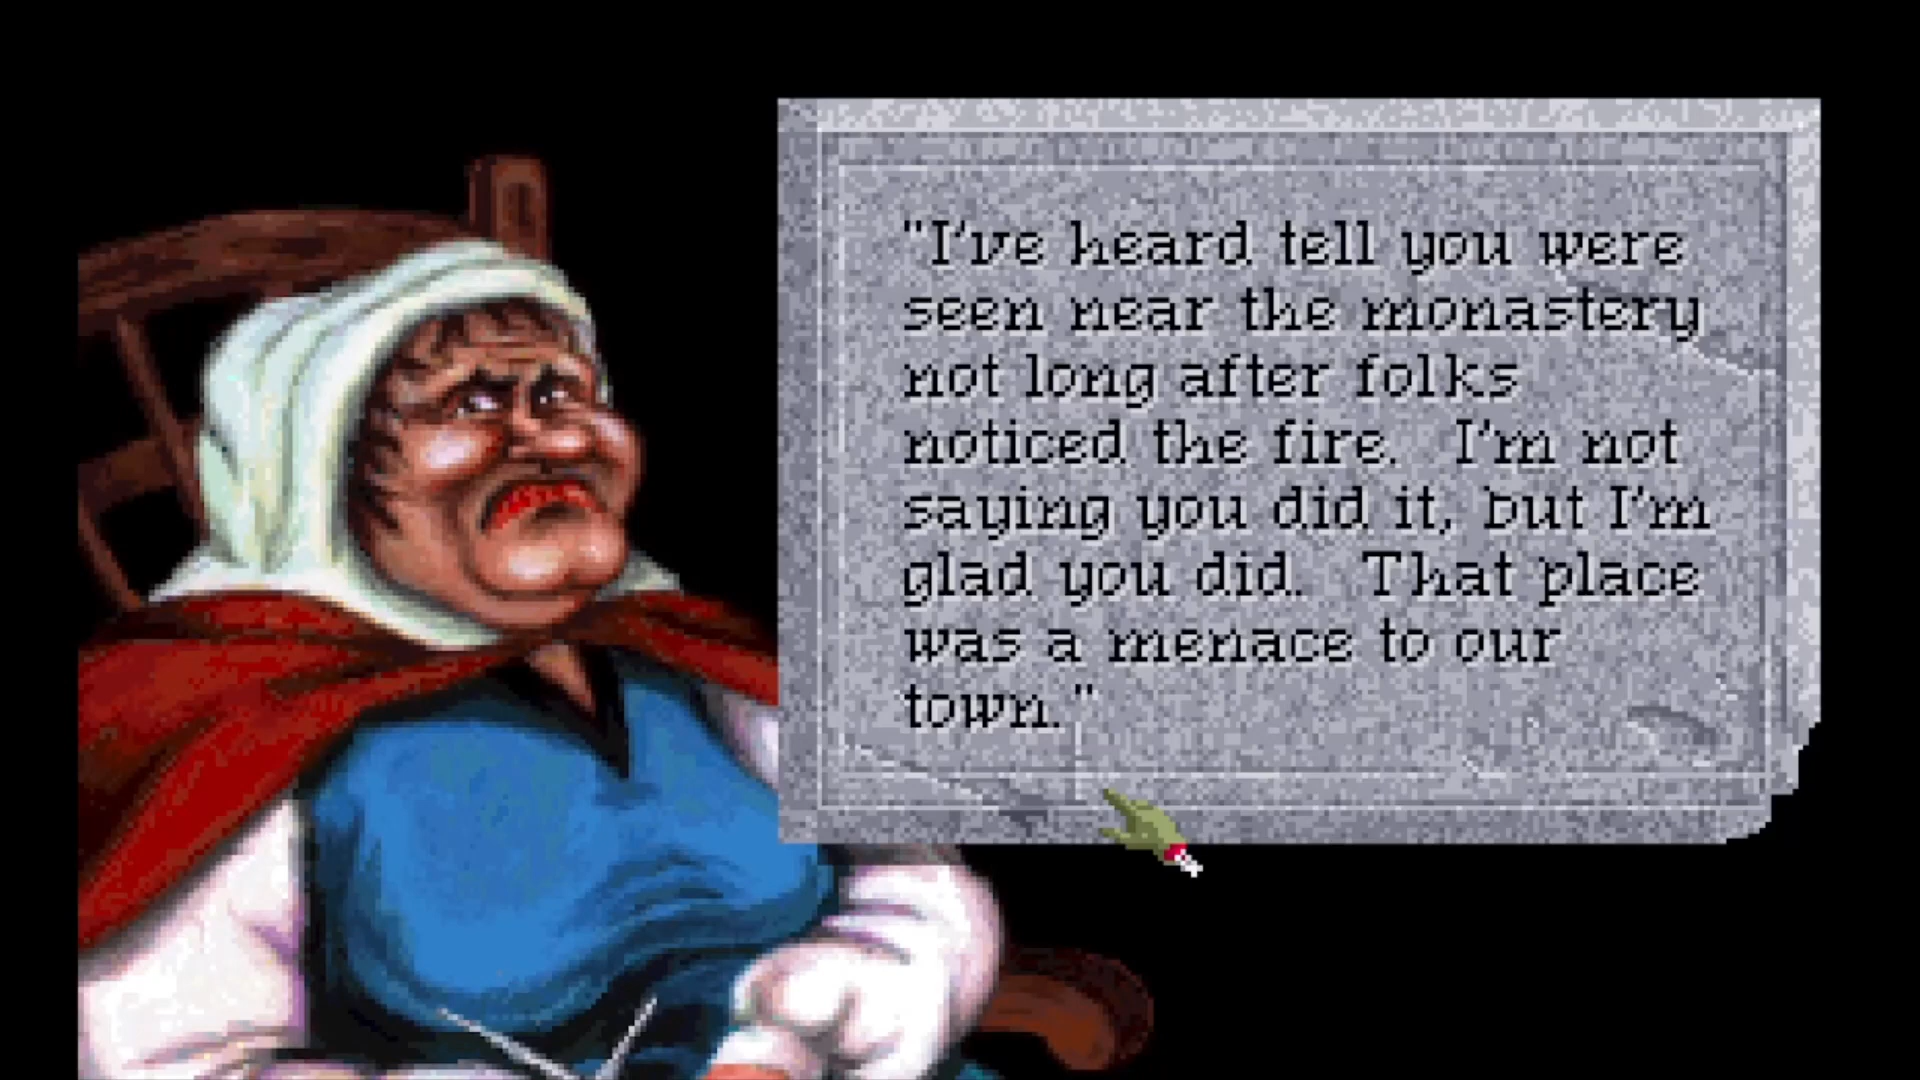 "I've heard tell you were
seen near the monastery
not long after folks
noticed the fire.  I'm not
saying you did it, but I'm
glad you did.  That place
was a menace to our
town."